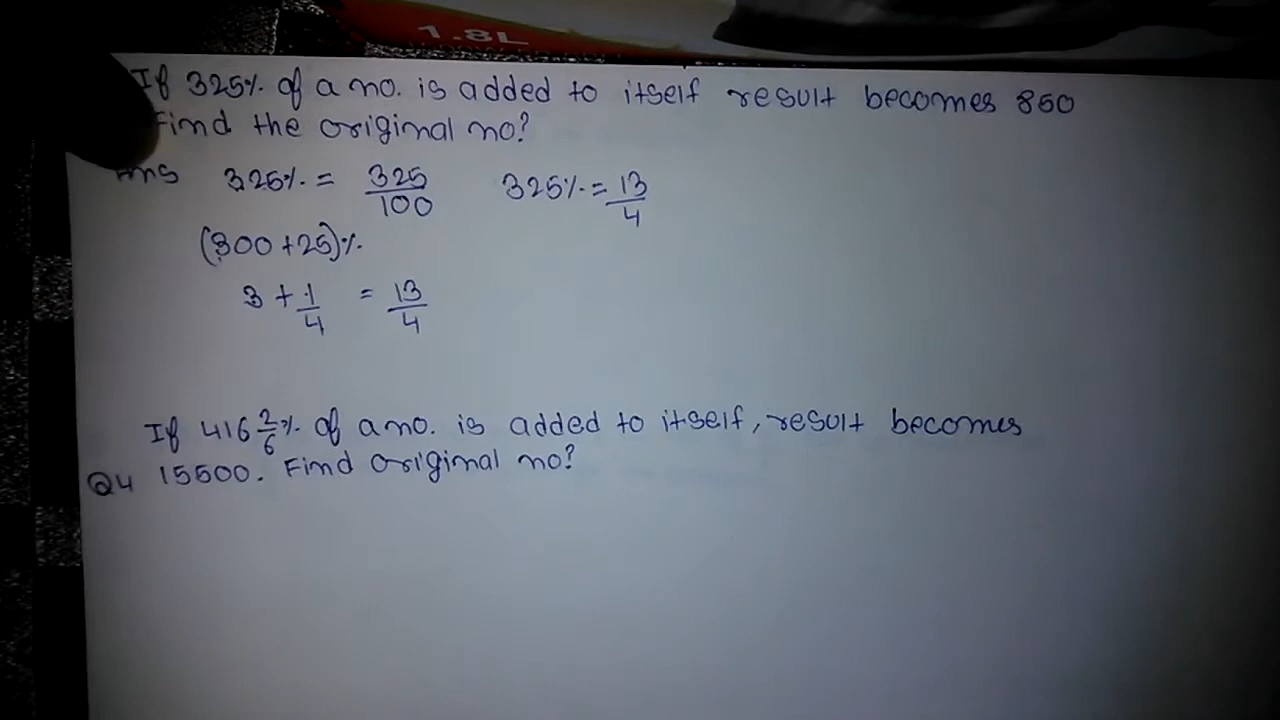 1.8L
If 325% of a no. is added to itself result becomes 850
Find the original no?
Ans 325% = 325/100 325% = 13/4
(300+25)%
3 + 1/4 = 13/4
If 416 2/6% of a no. is added to itself, result becomes
Q4 15500. Find original no?